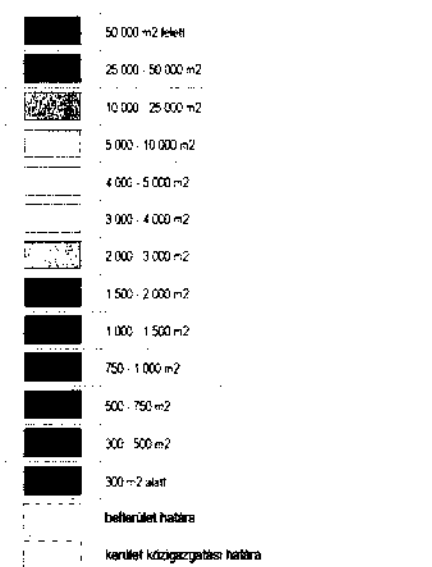 50 000 m2 felett
25 000 - 50 000 m2
10 000 - 25 000 m2
5 000 - 10 000 m2
4 000 - 5 000 m2
3 000 - 4 000 m2
2 000 - 3 000 m2
1 500 - 2 000 m2
1 000 - 1 500 m2
750 - 1 000 m2
500 - 750 m2
300 - 500 m2
300 m2 alatt
belterület határa
kerület közigazgatási határa